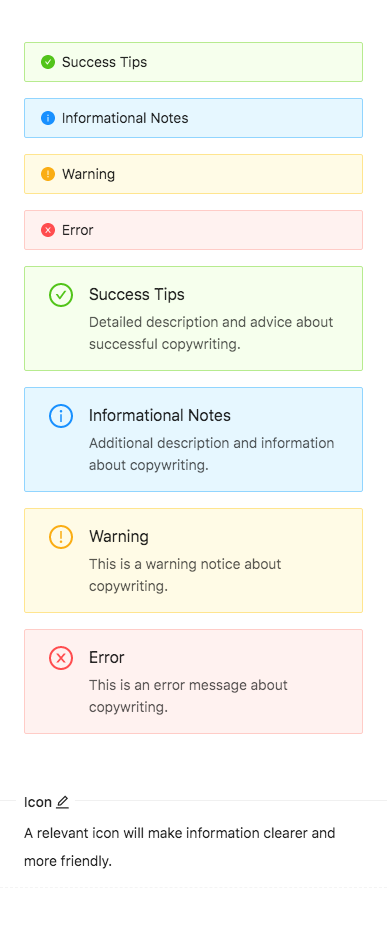 Success Tips
Informational Notes
Warning
Error
Success Tips
Detailed description and advice about
successful copywriting.
Informational Notes
Additional description and information
about copywriting.
Warning
This is a warning notice about
copywriting.
Error
This is an error message about
copywriting.
Icon
A relevant icon will make information clearer and
more friendly.